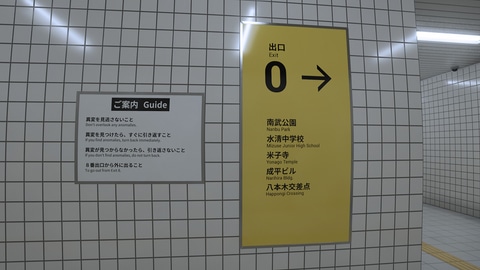 ご案内 Guide
異変を見逃さないこと
Don't overlook any anomalies.
異変を見つけたら、すぐに引き返すこと
If you find anomalies, turn back immediately.
異変が見つからなかったら、引き返さないこと
If you don't find anomalies, do not turn back.
8番出口から外に出ること
To go out from Exit 8.
出口
Exit
0 →
南武公園
Nanbu Park
水清中学校
Mizusei Junior High School
米子寺
Yonago Temple
成平ビル
Narihira Bldg.
八本木交差点
Happongi Crossing